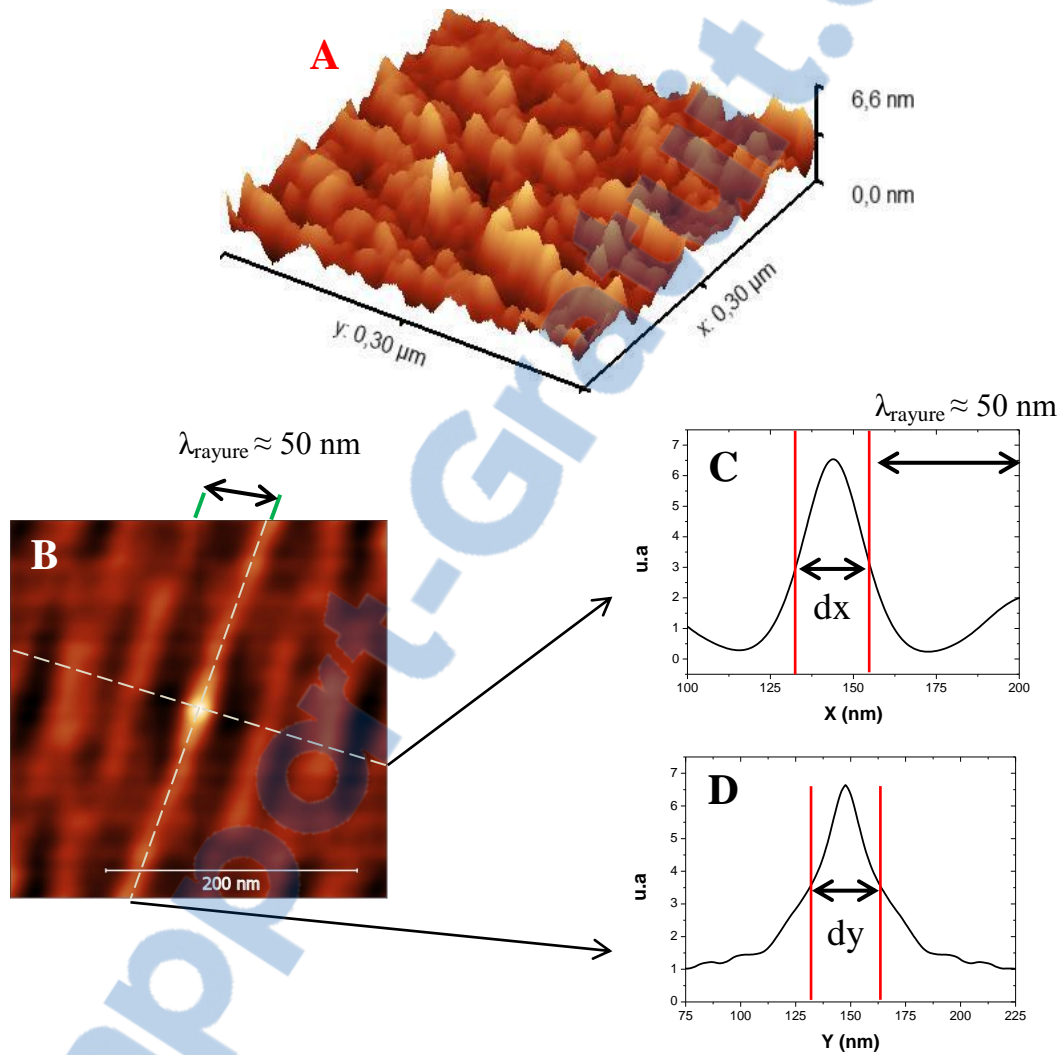 A
6,6 nm
0,0 nm
y: 0,30 µm
x: 0,30 µm
λrayure ≈ 50 nm
B
200 nm
λrayure ≈ 50 nm
C
7
6
5
4
3
2
1
0
u.a
dx
100 125 150 175 200
X (nm)
D
7
6
5
4
3
2
1
0
u.a
dy
75 100 125 150 175 200 225
Y (nm)